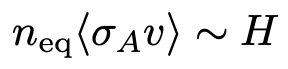 n_eq⟨σ_A v⟩ ∼ H